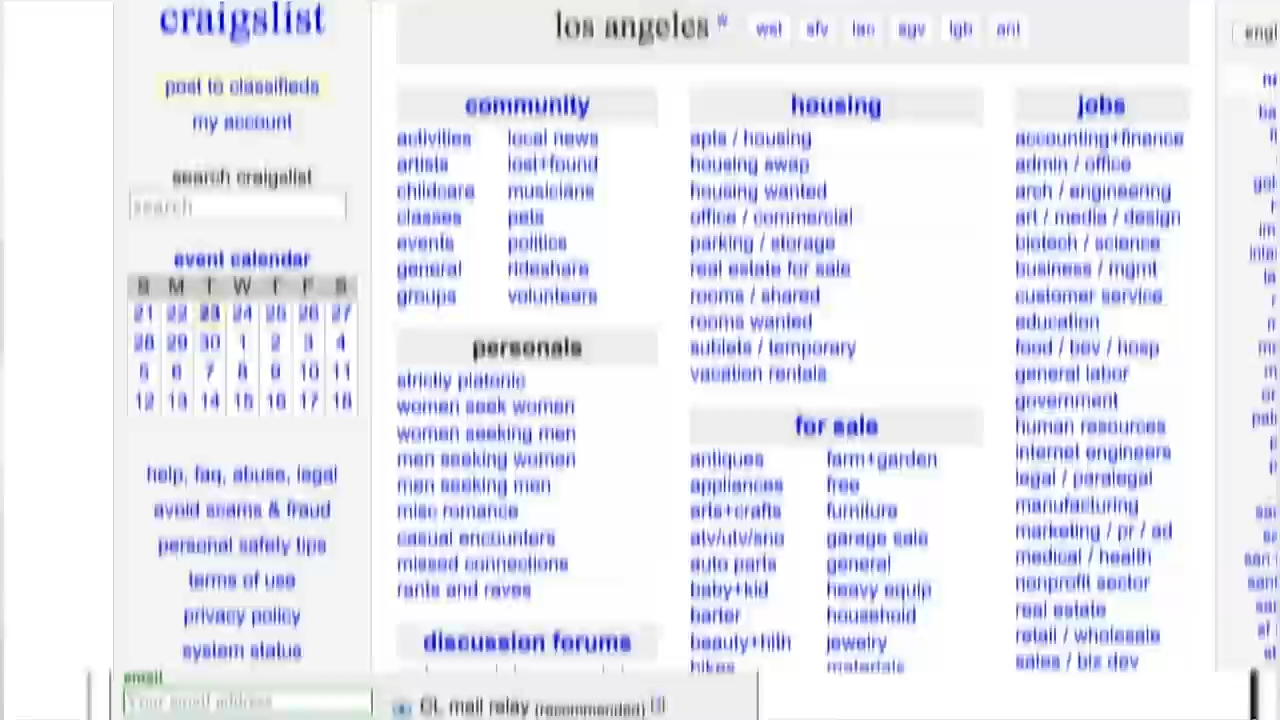 craigslist
post to classifieds
my account
search craigslist
search
event calendar
S M T W T F S
21 22 23 24 25 26 27
28 29 30 1 2 3 4
5 6 7 8 9 10 11
12 13 14 15 16 17 18
help, faq, abuse, legal
avoid scams & fraud
personal safety tips
terms of use
privacy policy
system status
los angeles w wst sfv lac sgv lgb ant
community
activities local news
artists lost+found
childcare musicians
classes pets
events politics
general rideshare
groups volunteers
personals
strictly platonic
women seek women
women seeking men
men seeking women
men seeking men
misc romance
casual encounters
missed connections
rants and raves
discussion forums
housing
apts / housing
housing swap
housing wanted
office / commercial
parking / storage
real estate for sale
rooms / shared
rooms wanted
sublets / temporary
vacation rentals
for sale
antiques farm+garden
appliances free
arts+crafts furniture
atv/utv/sno garage sale
auto parts general
baby+kid heavy equip
barter household
beauty+hlth jewelry
bikes materials
jobs
accounting+finance
admin / office
arch / engineering
art / media / design
biotech / science
business / mgmt
customer service
education
food / bev / hosp
general labor
government
human resources
internet engineers
legal / paralegal
manufacturing
marketing / pr / ad
medical / health
nonprofit sector
real estate
retail / wholesale
sales / biz dev
engl
email
Your email address
CL mail relay (recommended) [?]